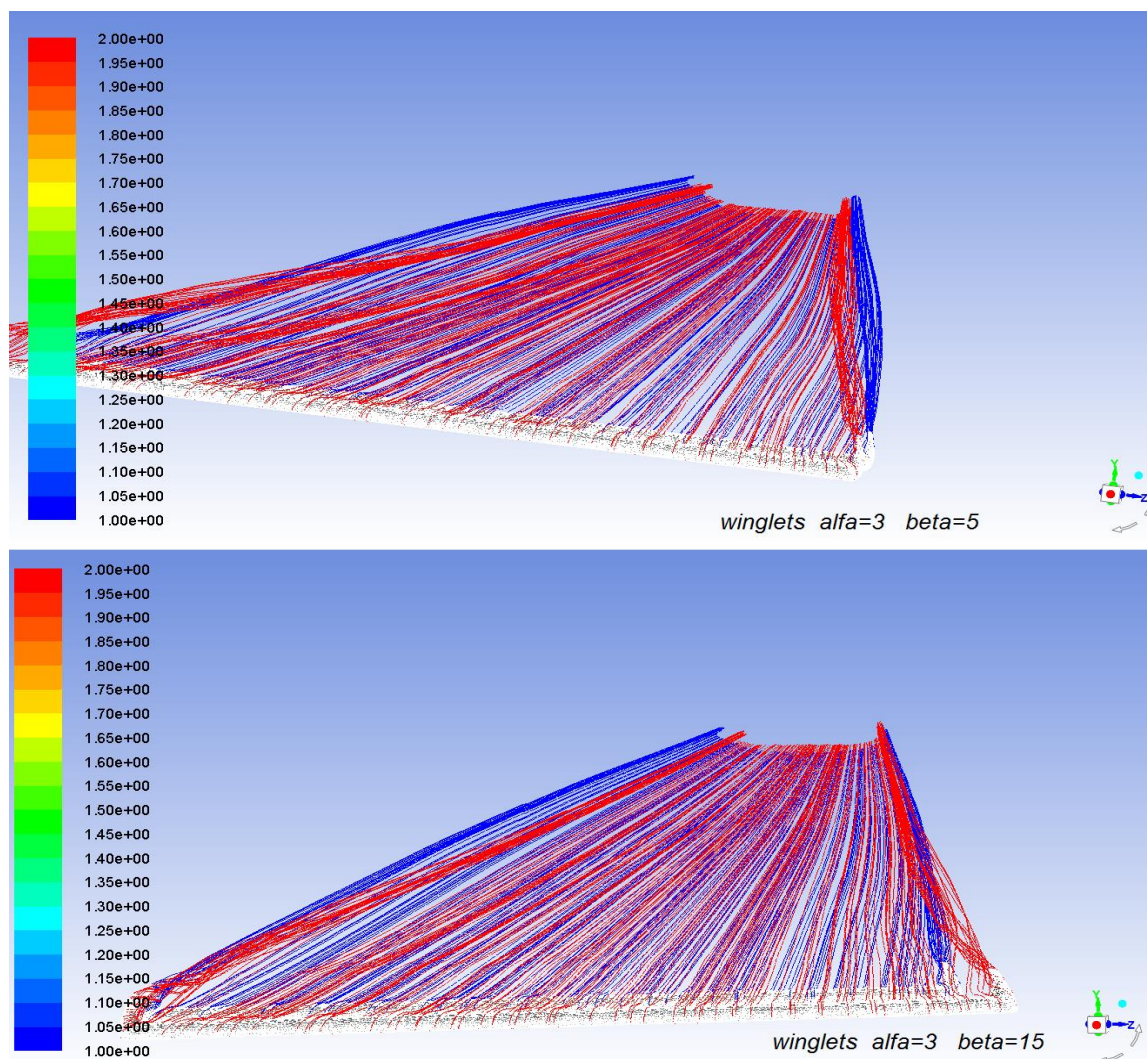 2.00e+00
1.95e+00
1.90e+00
1.85e+00
1.80e+00
1.75e+00
1.70e+00
1.65e+00
1.60e+00
1.55e+00
1.50e+00
1.45e+00
1.40e+00
1.35e+00
1.30e+00
1.25e+00
1.20e+00
1.15e+00
1.10e+00
1.05e+00
1.00e+00
Y
Z
winglets alfa=3 beta=5
2.00e+00
1.95e+00
1.90e+00
1.85e+00
1.80e+00
1.75e+00
1.70e+00
1.65e+00
1.60e+00
1.55e+00
1.50e+00
1.45e+00
1.40e+00
1.35e+00
1.30e+00
1.25e+00
1.20e+00
1.15e+00
1.10e+00
1.05e+00
1.00e+00
Y
Z
winglets alfa=3 beta=15